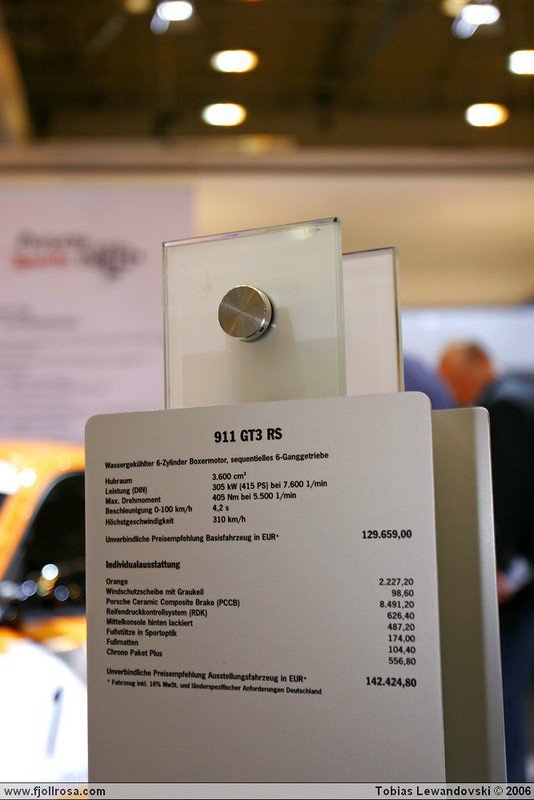 911 GT3 RS
Wassergekühlter 6-Zylinder Boxermotor, sequentielles 6-Ganggetriebe
Hubraum 3.600 cm³
Leistung (DIN) 305 kW (415 PS) bei 7.600 1/min
Max. Drehmoment 405 Nm bei 5.500 1/min
Beschleunigung 0-100 km/h 4,2 s
Höchstgeschwindigkeit 310 km/h
Unverbindliche Preisempfehlung Basisfahrzeug in EUR* 129.659,00
Individualausstattung
Orange 2.227,20
Windschutzscheibe mit Graukeil 98,60
Porsche Ceramic Composite Brake (PCCB) 8.491,20
Reifendruckkontrollsystem (RDK) 626,40
Mittelkonsole hinten lackiert 487,20
Fußstütze in Sportoptik 174,00
Fußmatten 104,40
Chrono Paket Plus 556,80
Unverbindliche Preisempfehlung Ausstellungsfahrzeug in EUR* 142.424,80
* Fahrzeug inkl. 16% MwSt. und länderspezifischer Anforderungen Deutschland
www.fjollrosa.com Tobias Lewandovski © 2006